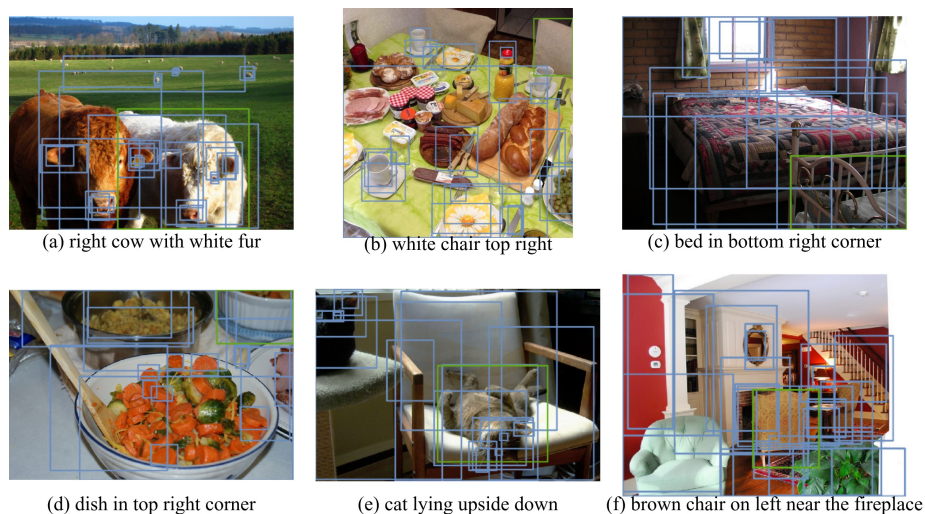 (a) right cow with white fur
(b) white chair top right
(c) bed in bottom right corner
(d) dish in top right corner
(e) cat lying upside down
(f) brown chair on left near the fireplace